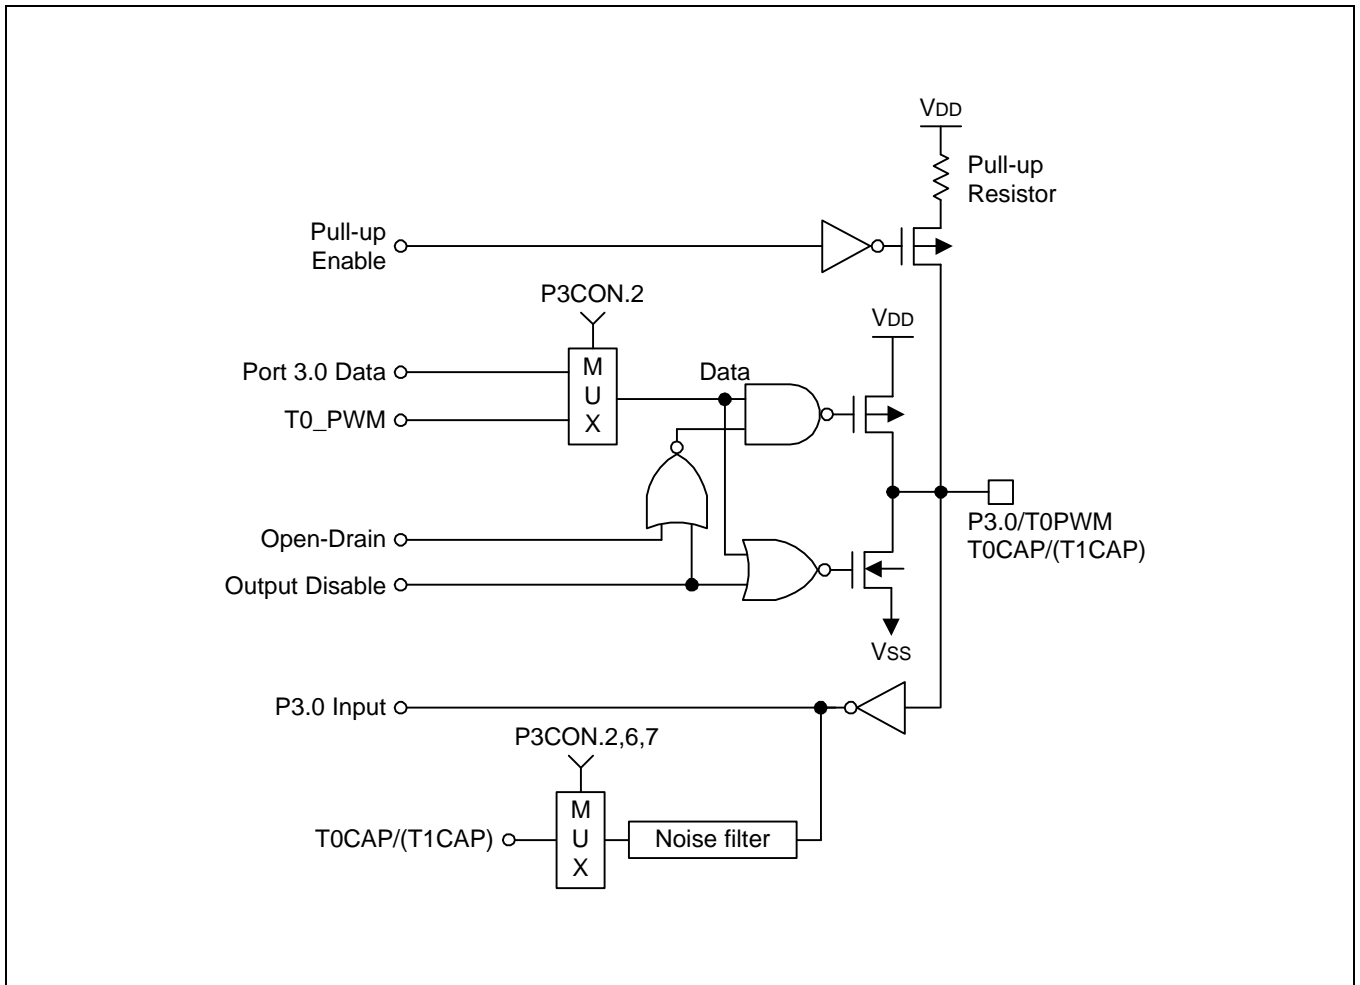 VDD
Pull-up
Resistor
Pull-up
Enable
P3CON.2
VDD
Port 3.0 Data
M
U
X
Data
T0_PWM
P3.0/T0PWM
T0CAP/(T1CAP)
Open-Drain
Output Disable
VSS
P3.0 Input
P3CON.2,6,7
T0CAP/(T1CAP)
M
U
X
Noise filter